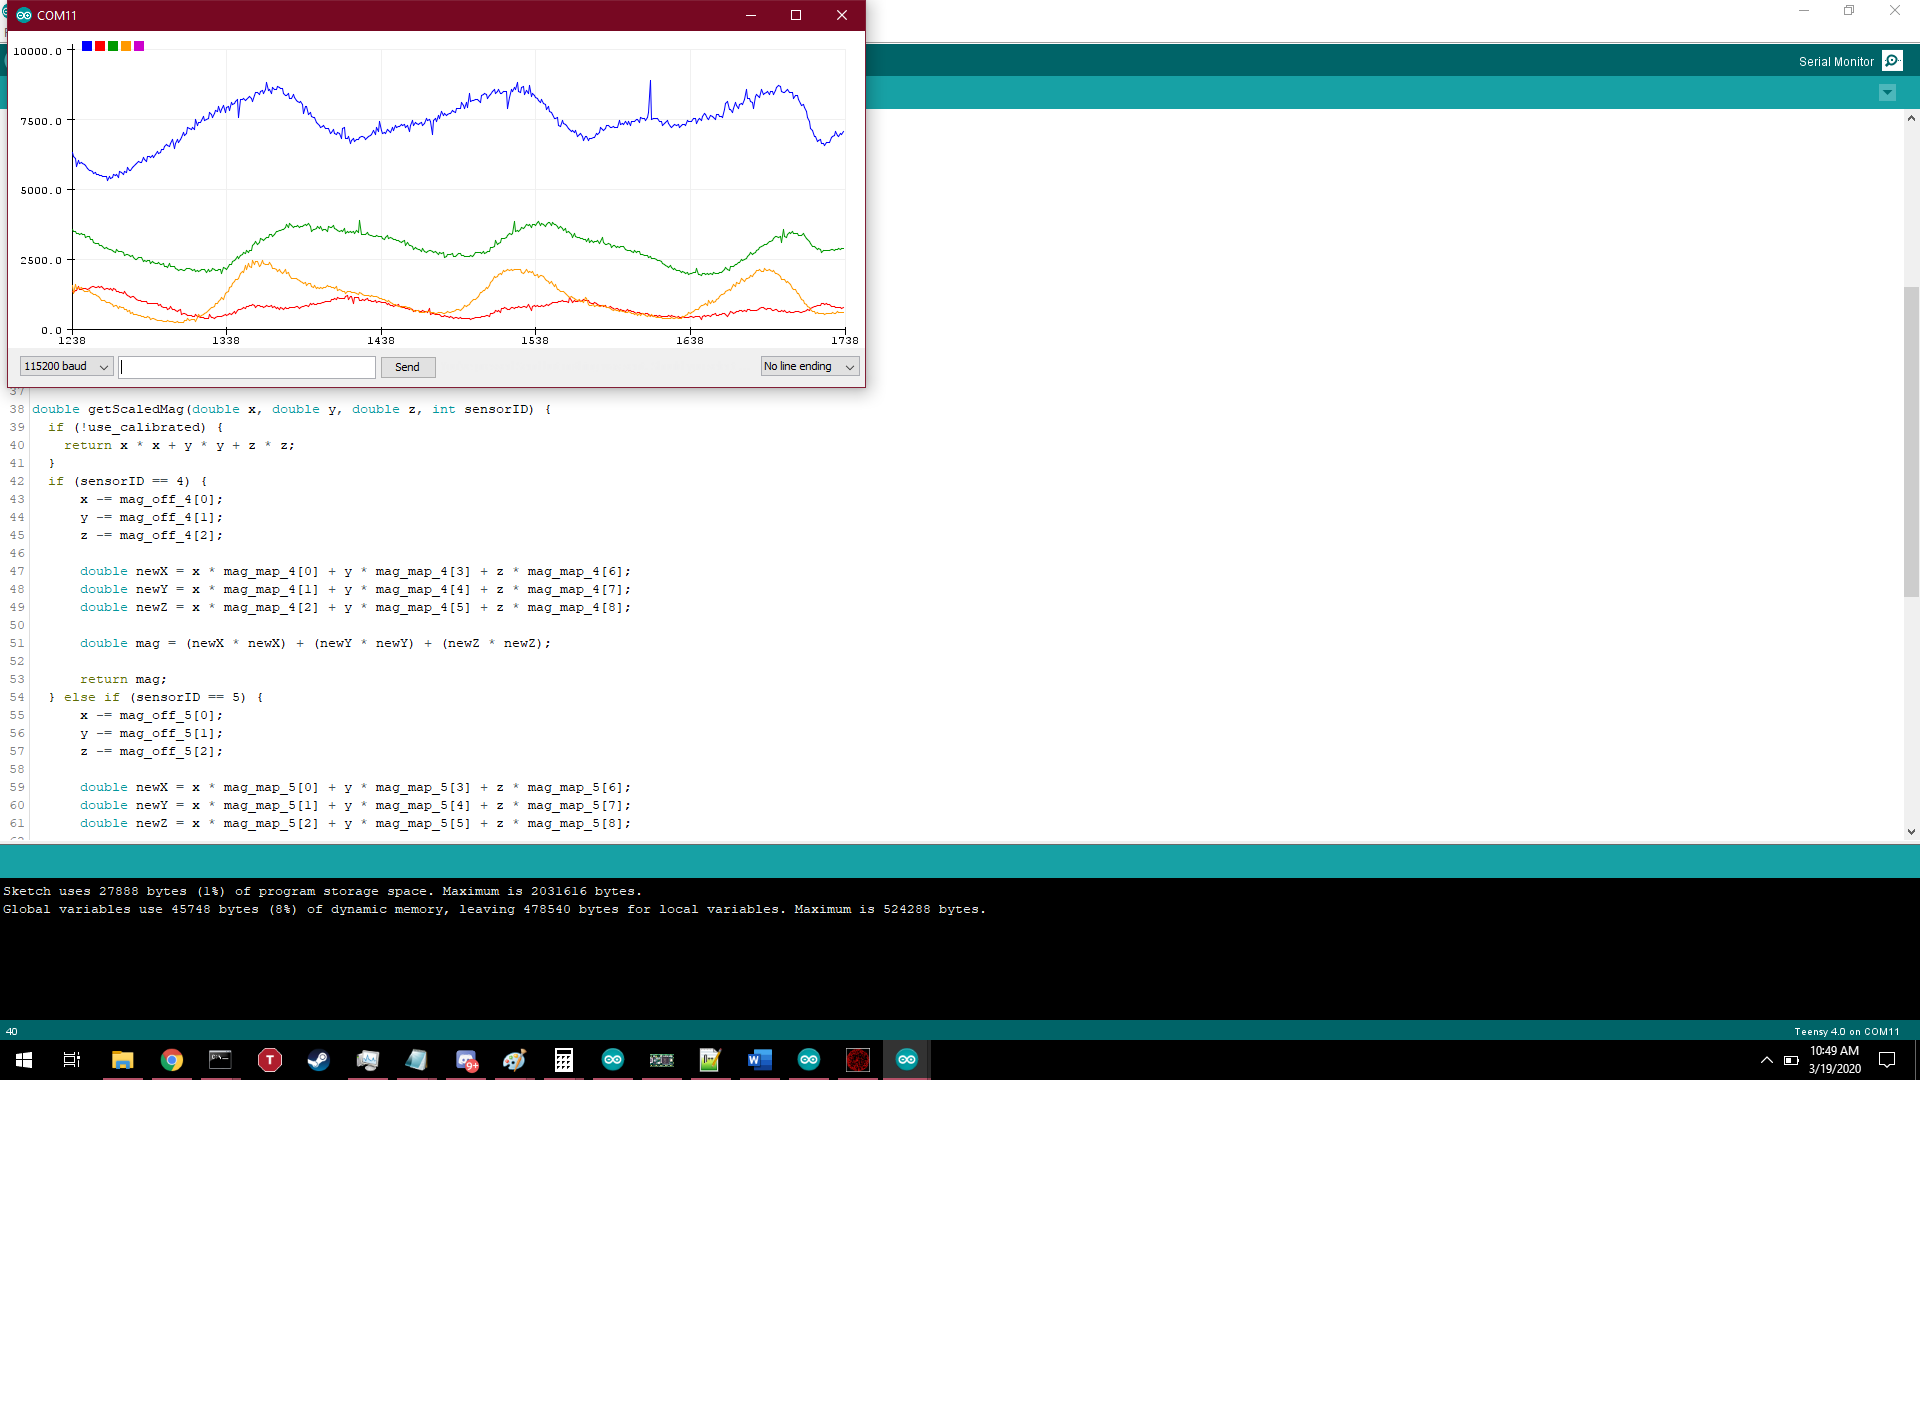 COM11
Serial Monitor
10000.0
7500.0
5000.0
2500.0
0.0
1238 1338 1438 1538 1638 1738
115200 baud Send No line ending
37
38 double getScaledMag(double x, double y, double z, int sensorID) {
39 if (!use_calibrated) {
40 return x * x + y * y + z * z;
41 }
42 if (sensorID == 4) {
43 x -= mag_off_4[0];
44 y -= mag_off_4[1];
45 z -= mag_off_4[2];
46
47 double newX = x * mag_map_4[0] + y * mag_map_4[3] + z * mag_map_4[6];
48 double newY = x * mag_map_4[1] + y * mag_map_4[4] + z * mag_map_4[7];
49 double newZ = x * mag_map_4[2] + y * mag_map_4[5] + z * mag_map_4[8];
50
51 double mag = (newX * newX) + (newY * newY) + (newZ * newZ);
52
53 return mag;
54 } else if (sensorID == 5) {
55 x -= mag_off_5[0];
56 y -= mag_off_5[1];
57 z -= mag_off_5[2];
58
59 double newX = x * mag_map_5[0] + y * mag_map_5[3] + z * mag_map_5[6];
60 double newY = x * mag_map_5[1] + y * mag_map_5[4] + z * mag_map_5[7];
61 double newZ = x * mag_map_5[2] + y * mag_map_5[5] + z * mag_map_5[8];
Sketch uses 27888 bytes (1%) of program storage space. Maximum is 2031616 bytes.
Global variables use 45748 bytes (8%) of dynamic memory, leaving 478540 bytes for local variables. Maximum is 524288 bytes.
40 Teensy 4.0 on COM11
T
9+
W
10:49 AM
3/19/2020